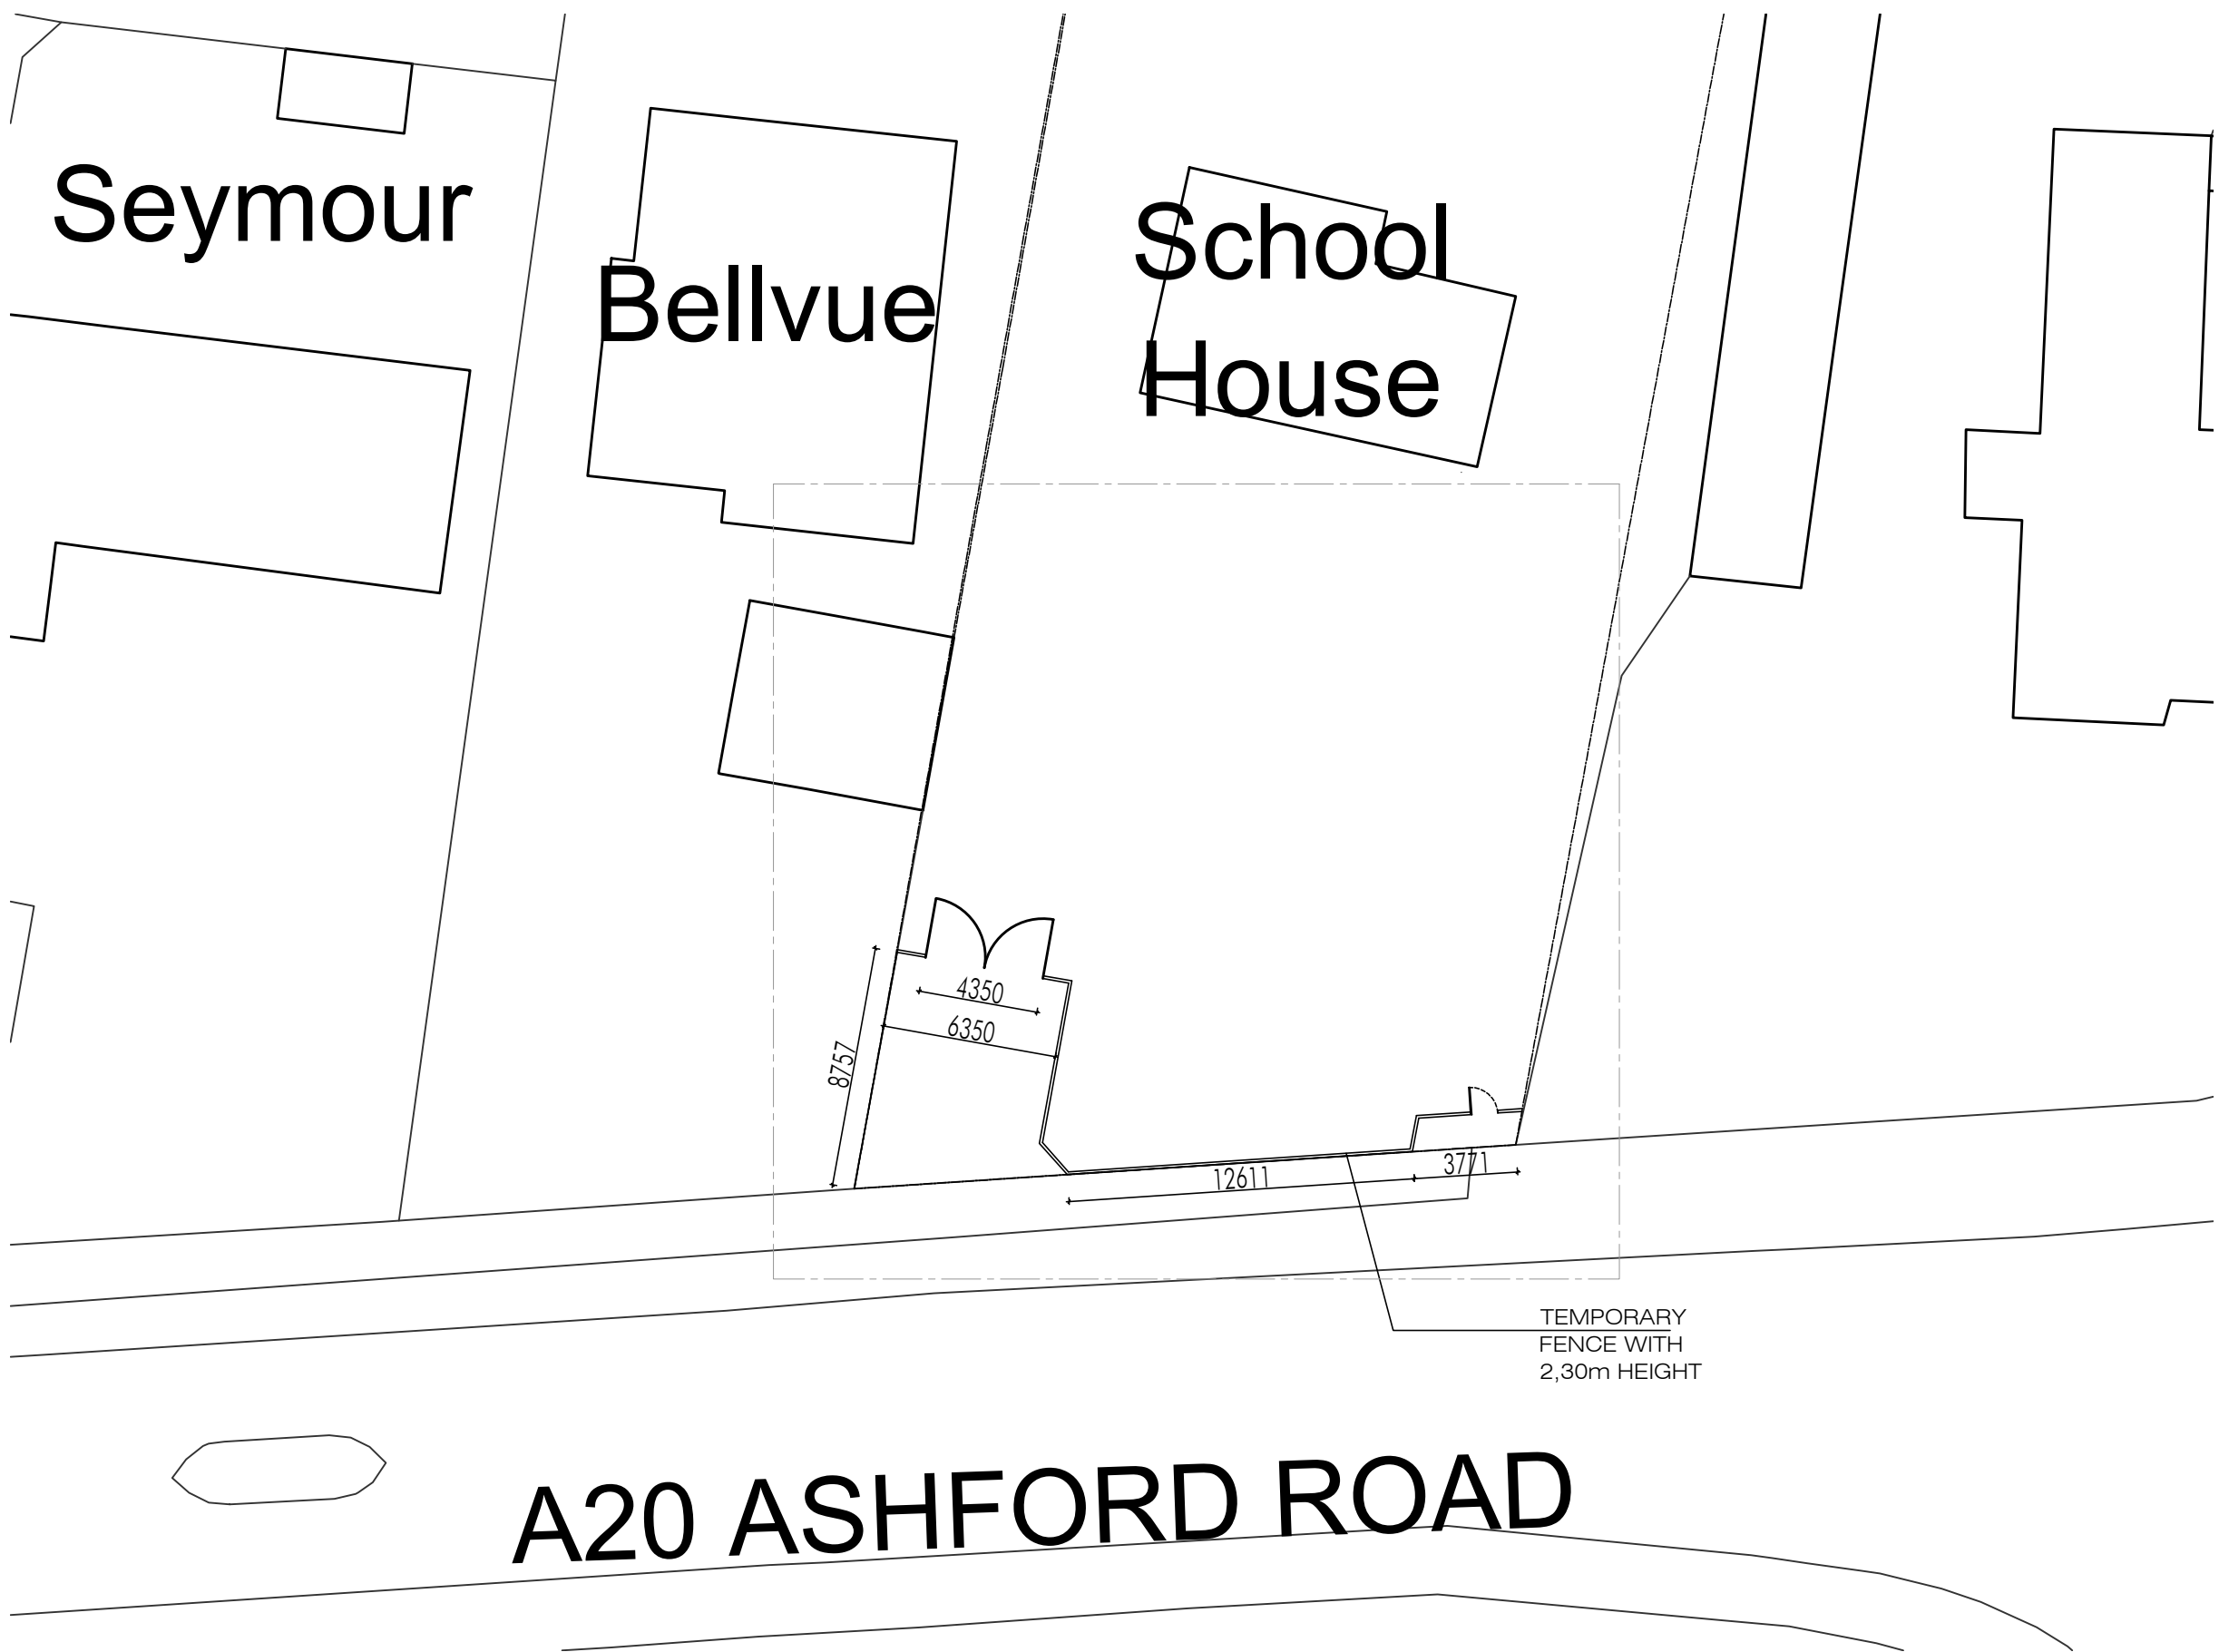 Seymour
Bellvue
School
House
4350
6350
8757
12611
3771
TEMPORARY
FENCE WITH
2,30m HEIGHT
A20 ASHFORD ROAD